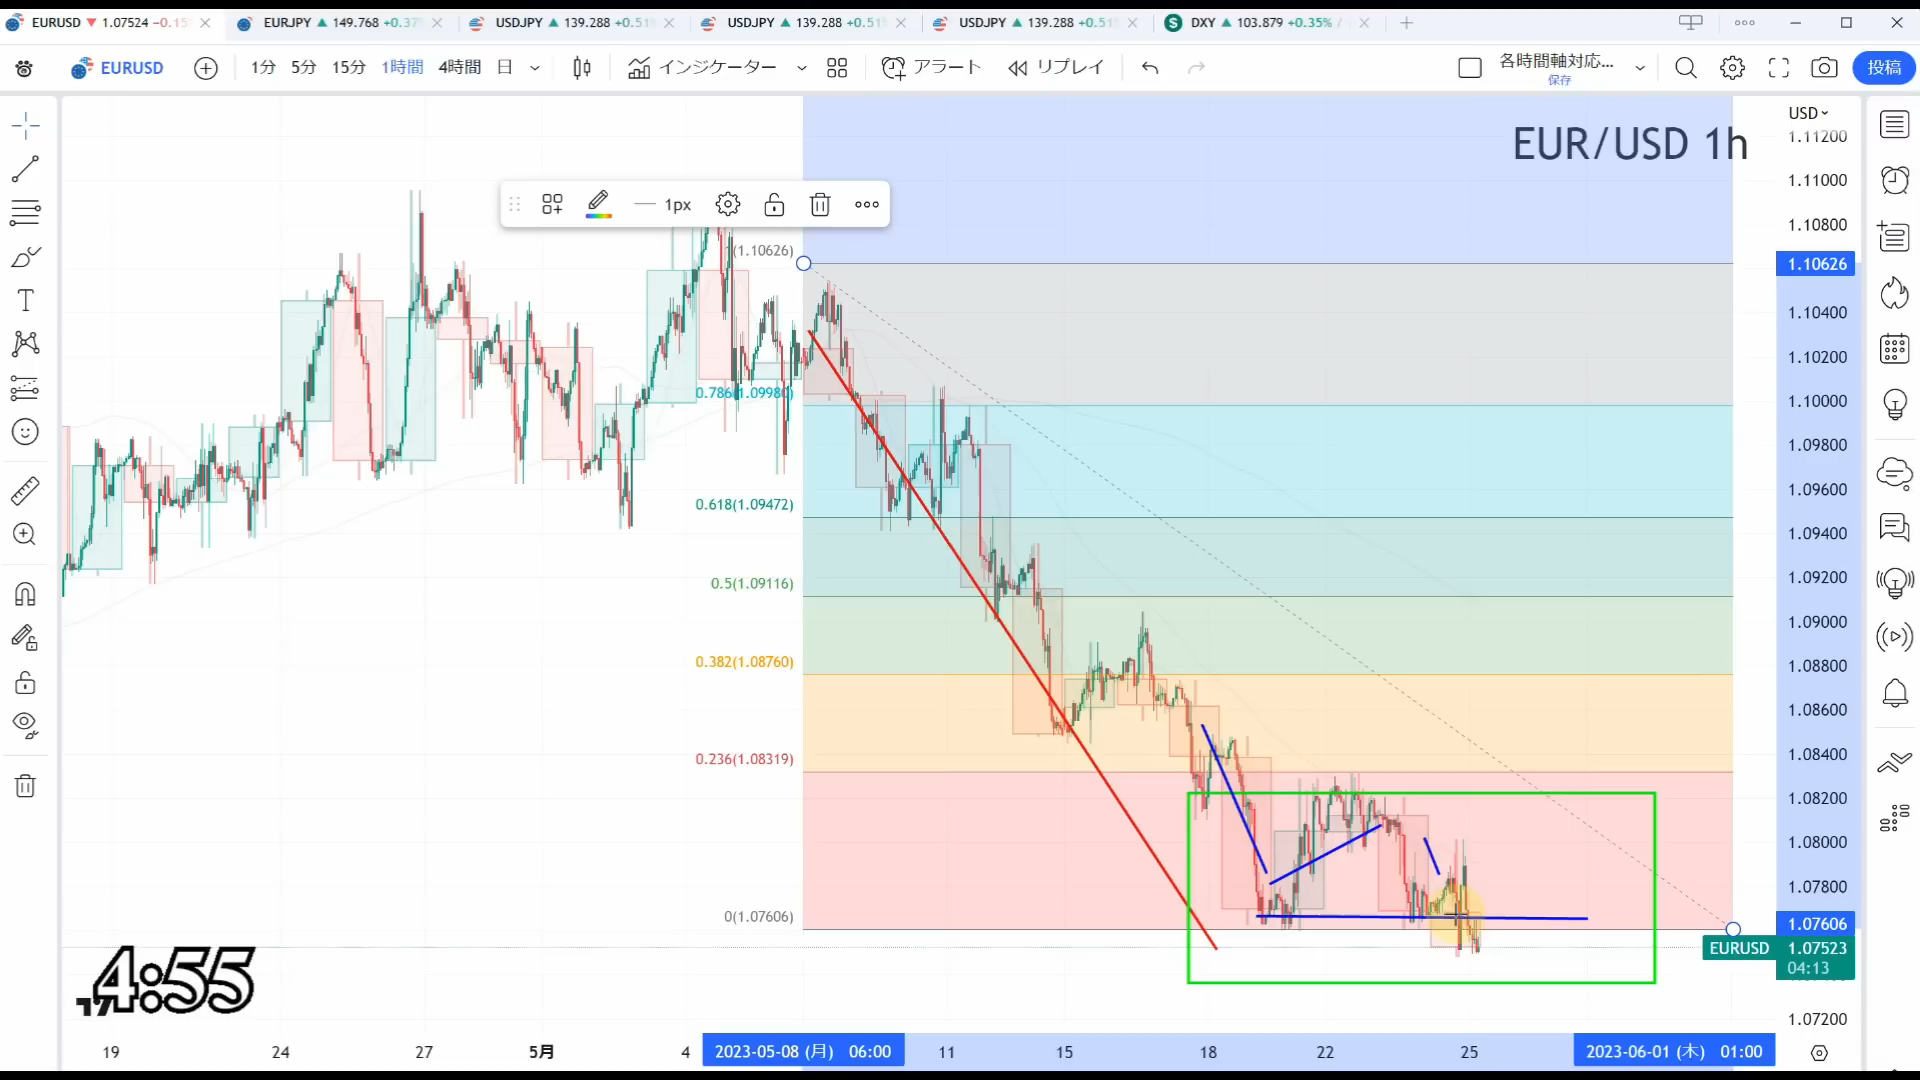 EURUSD ▼ 1.07524 −0.15
EURJPY ▲ 149.768 +0.37
USDJPY ▲ 139.288 +0.51
USDJPY ▲ 139.288 +0.51
USDJPY ▲ 139.288 +0.51
DXY ▲ 103.879 +0.35% /
EURUSD
1分 5分 15分 1時間 4時間 日
インジケーター
アラート
リプレイ
各時間軸対応...
保存
投稿
USD
EUR/USD 1h
1px
1.11200
1.11000
1.10800
1.10626
1.10400
1.10200
1.10000
1.09800
1.09600
1.09400
1.09200
1.09000
1.08800
1.08600
1.08400
1.08200
1.08000
1.07800
1.07606
EURUSD 1.07523
04:13
1.07200
(1.10626)
0.786(1.09980)
0.618(1.09472)
0.5(1.09116)
0.382(1.08760)
0.236(1.08319)
0(1.07606)
4:55
17
19 24 27 5月 4 2023-05-08 (月) 06:00 11 15 18 22 25 2023-06-01 (木) 01:00